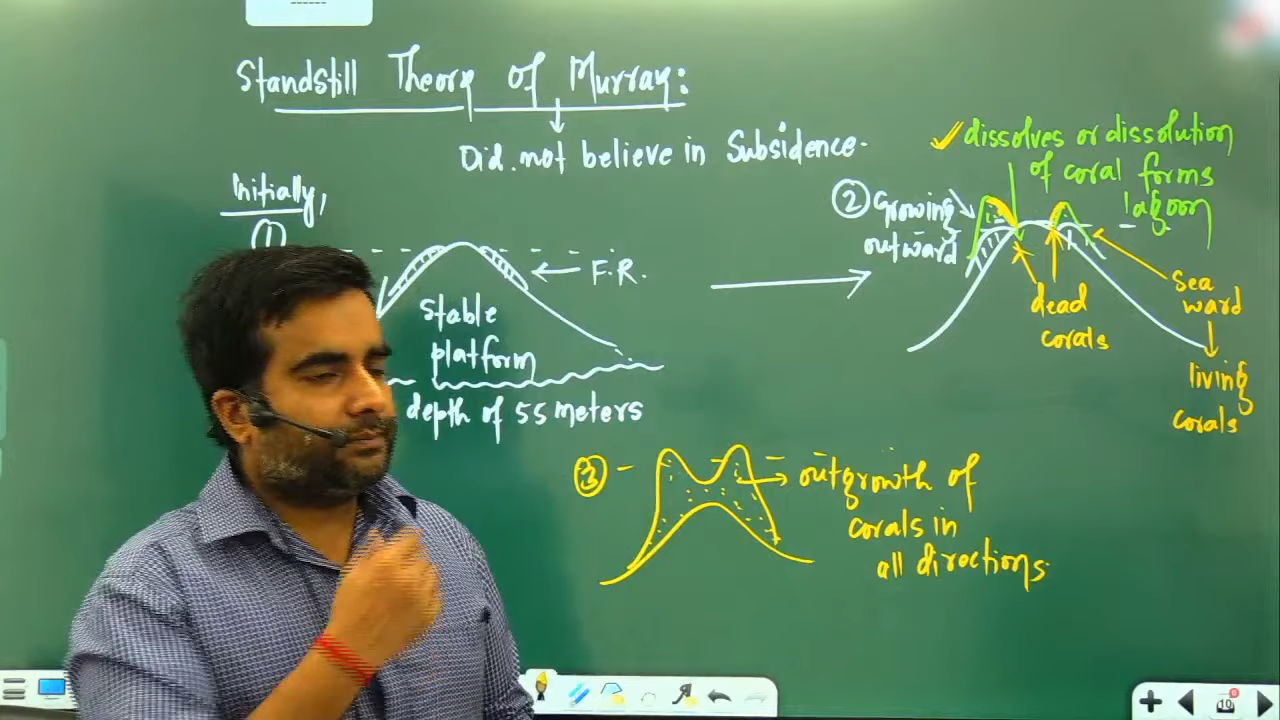 Standstill Theory of Murray:
Did not believe in Subsidence.
Initially,
①
F.R.
stable
platform
depth of 55 meters
② Growing
outward
✓ dissolves or dissolution
of coral forms
lagoon
dead
corals
sea
ward
living
corals
③
outgrowth of
corals in
all directions.
10